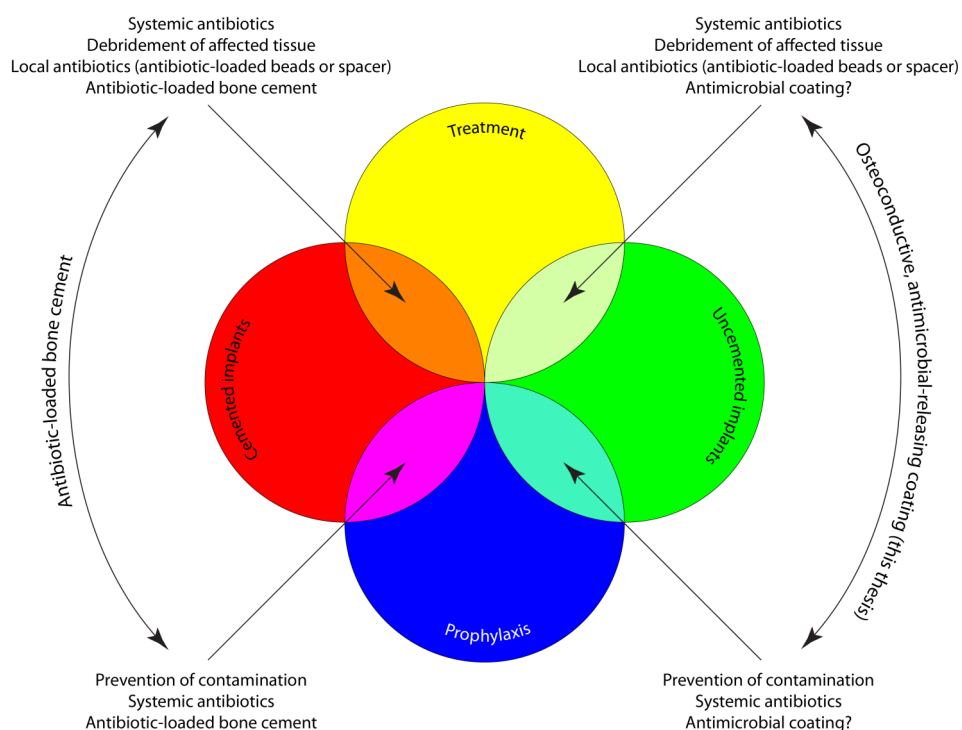 Systemic antibiotics
Debridement of affected tissue
Local antibiotics (antibiotic-loaded beads or spacer)
Antibiotic-loaded bone cement
Systemic antibiotics
Debridement of affected tissue
Local antibiotics (antibiotic-loaded beads or spacer)
Antimicrobial coating?
Treatment
Antibiotic-loaded bone cement
Cemented implants
Uncemented implants
Osteoconductive, antimicrobial-releasing coating (this thesis)
Prophylaxis
Prevention of contamination
Systemic antibiotics
Antibiotic-loaded bone cement
Prevention of contamination
Systemic antibiotics
Antimicrobial coating?